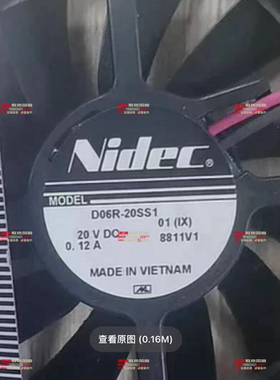 Nidec
MODEL
D06R-20SS1
01 (IX)
20 V DC
8811V1
0. 12 A
MADE IN VIETNAM
查看原图 (0.16M)